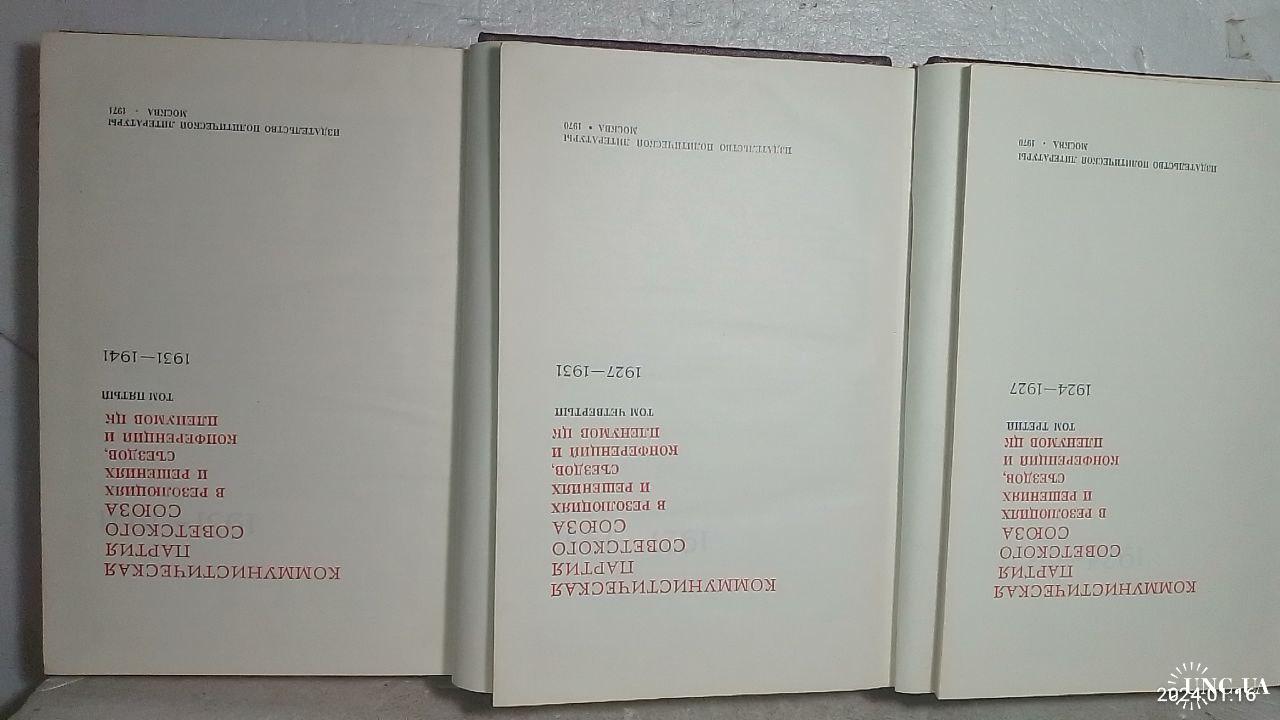 КОММУНИСТИЧЕСКАЯ
ПАРТИЯ
СОВЕТСКОГО
СОЮЗА
В РЕЗОЛЮЦИЯХ
И РЕШЕНИЯХ
СЪЕЗДОВ,
КОНФЕРЕНЦИЙ И
ПЛЕНУМОВ ЦК
ТОМ ТРЕТИЙ
1924—1927
ИЗДАТЕЛЬСТВО ПОЛИТИЧЕСКОЙ ЛИТЕРАТУРЫ
МОСКВА • 1970
КОММУНИСТИЧЕСКАЯ
ПАРТИЯ
СОВЕТСКОГО
СОЮЗА
В РЕЗОЛЮЦИЯХ
И РЕШЕНИЯХ
СЪЕЗДОВ,
КОНФЕРЕНЦИЙ И
ПЛЕНУМОВ ЦК
ТОМ ЧЕТВЕРТЫЙ
1927—1931
ИЗДАТЕЛЬСТВО ПОЛИТИЧЕСКОЙ ЛИТЕРАТУРЫ
МОСКВА • 1970
КОММУНИСТИЧЕСКАЯ
ПАРТИЯ
СОВЕТСКОГО
СОЮЗА
В РЕЗОЛЮЦИЯХ
И РЕШЕНИЯХ
СЪЕЗДОВ,
КОНФЕРЕНЦИЙ И
ПЛЕНУМОВ ЦК
ТОМ ПЯТЫЙ
1931—1941
ИЗДАТЕЛЬСТВО ПОЛИТИЧЕСКОЙ ЛИТЕРАТУРЫ
МОСКВА • 1971
UNC.UA
2024.01.16